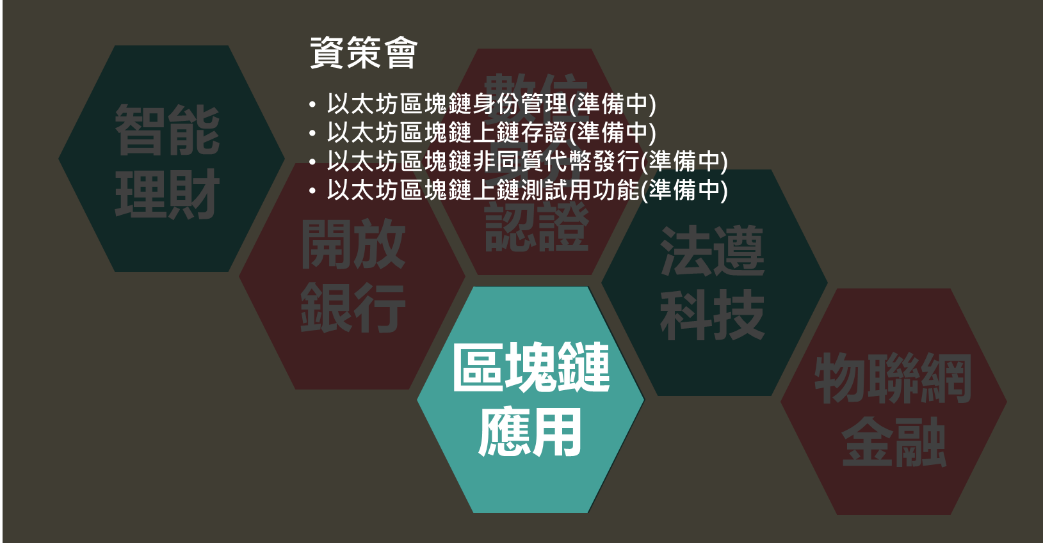 資策會
• 以太坊區塊鏈身份管理(準備中)
• 以太坊區塊鏈上鏈存證(準備中)
• 以太坊區塊鏈非同質代幣發行(準備中)
• 以太坊區塊鏈上鏈測試用功能(準備中)
智能
理財
開放
銀行
數位
身分
認證
法遵
科技
區塊鏈
應用
物聯網
金融